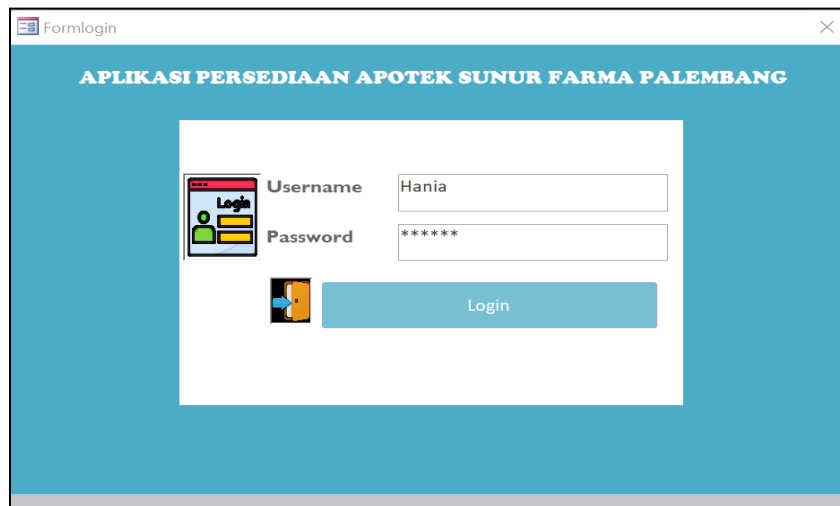 Formlogin
APLIKASI PERSEDIAAN APOTEK SUNUR FARMA PALEMBANG
Login
Username Hania
Password ******
Login